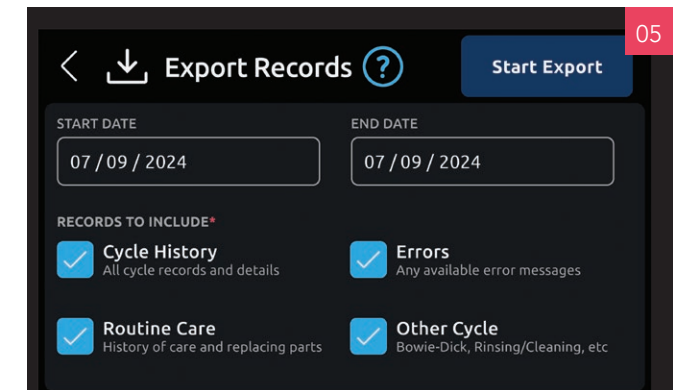 05
Export Records ?
Start Export
START DATE
END DATE
07 / 09 / 2024
07 / 09 / 2024
RECORDS TO INCLUDE*
Cycle History
All cycle records and details
Errors
Any available error messages
Routine Care
History of care and replacing parts
Other Cycle
Bowie-Dick, Rinsing/Cleaning, etc